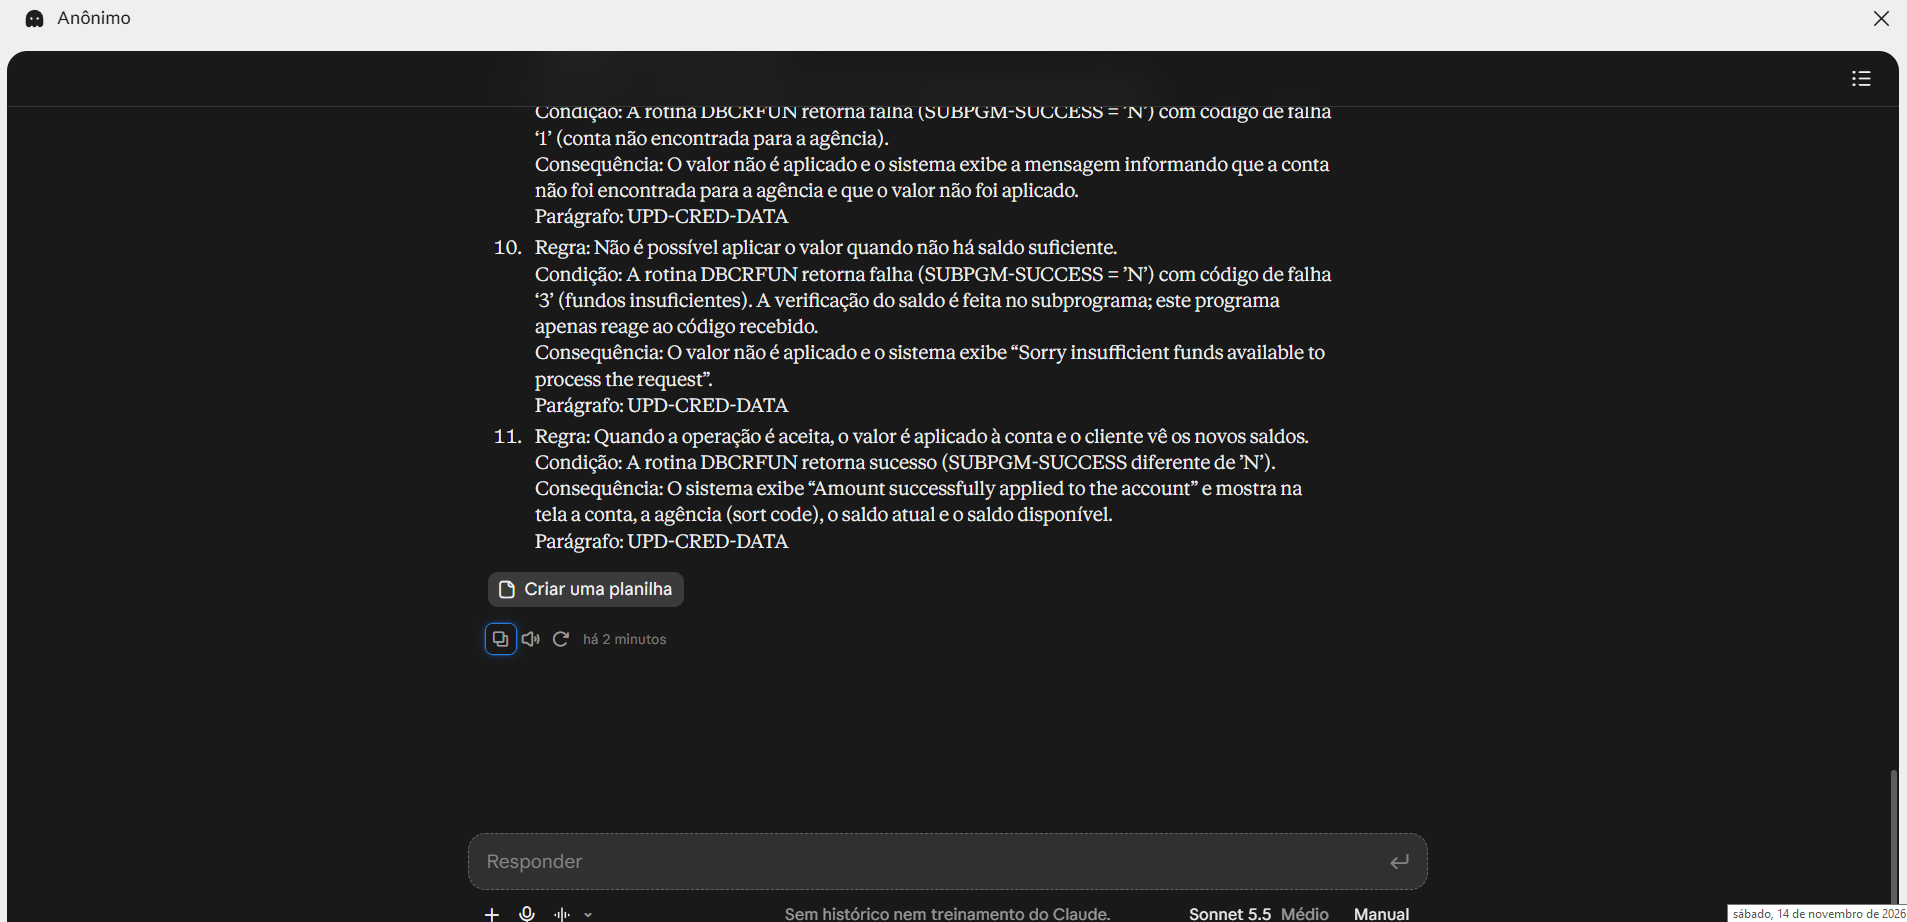 Anônimo
Condição: A rotina DBCRFUN retorna falha (SUBPGM-SUCCESS = ’N’) com código de falha
‘1’ (conta não encontrada para a agência).
Consequência: O valor não é aplicado e o sistema exibe a mensagem informando que a conta
não foi encontrada para a agência e que o valor não foi aplicado.
Parágrafo: UPD-CRED-DATA
10. Regra: Não é possível aplicar o valor quando não há saldo suficiente.
Condição: A rotina DBCRFUN retorna falha (SUBPGM-SUCCESS = ’N’) com código de falha
‘3’ (fundos insuficientes). A verificação do saldo é feita no subprograma; este programa
apenas reage ao código recebido.
Consequência: O valor não é aplicado e o sistema exibe “Sorry insufficient funds available to
process the request”.
Parágrafo: UPD-CRED-DATA
11. Regra: Quando a operação é aceita, o valor é aplicado à conta e o cliente vê os novos saldos.
Condição: A rotina DBCRFUN retorna sucesso (SUBPGM-SUCCESS diferente de ’N’).
Consequência: O sistema exibe “Amount successfully applied to the account” e mostra na
tela a conta, a agência (sort code), o saldo atual e o saldo disponível.
Parágrafo: UPD-CRED-DATA
Criar uma planilha
há 2 minutos
Responder
Sem histórico nem treinamento do Claude.
Sonnet 5.5 Médio Manual
sábado, 14 de novembro de 2026